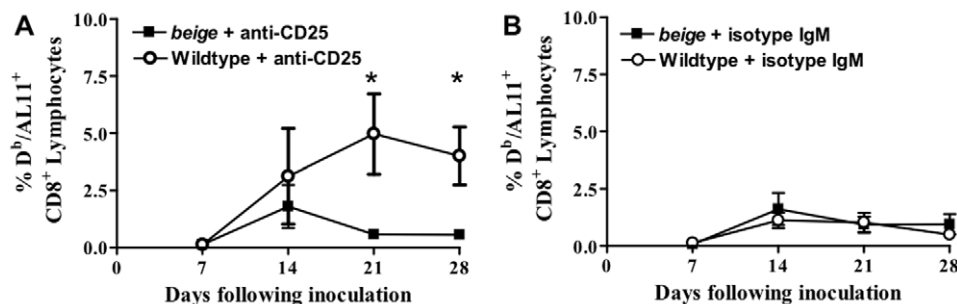 A
beige + anti-CD25
Wildtype + anti-CD25
% Dᵇ/AL11⁺
CD8⁺ Lymphocytes
10.0
7.5
5.0
2.5
0.0
* *
0 7 14 21 28
Days following inoculation
B
beige + isotype IgM
Wildtype + isotype IgM
% Dᵇ/AL11⁺
CD8⁺ Lymphocytes
10.0
7.5
5.0
2.5
0.0
0 7 14 21 28
Days following inoculation